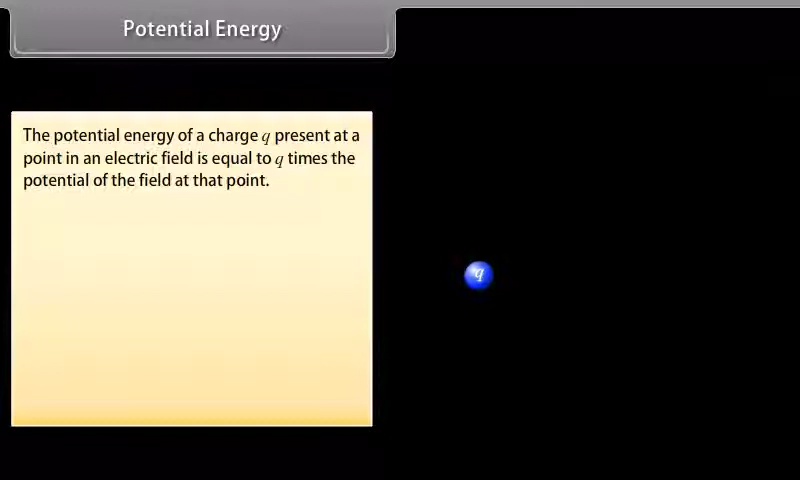 Potential Energy
The potential energy of a charge q present at a
point in an electric field is equal to q times the
potential of the field at that point.
q